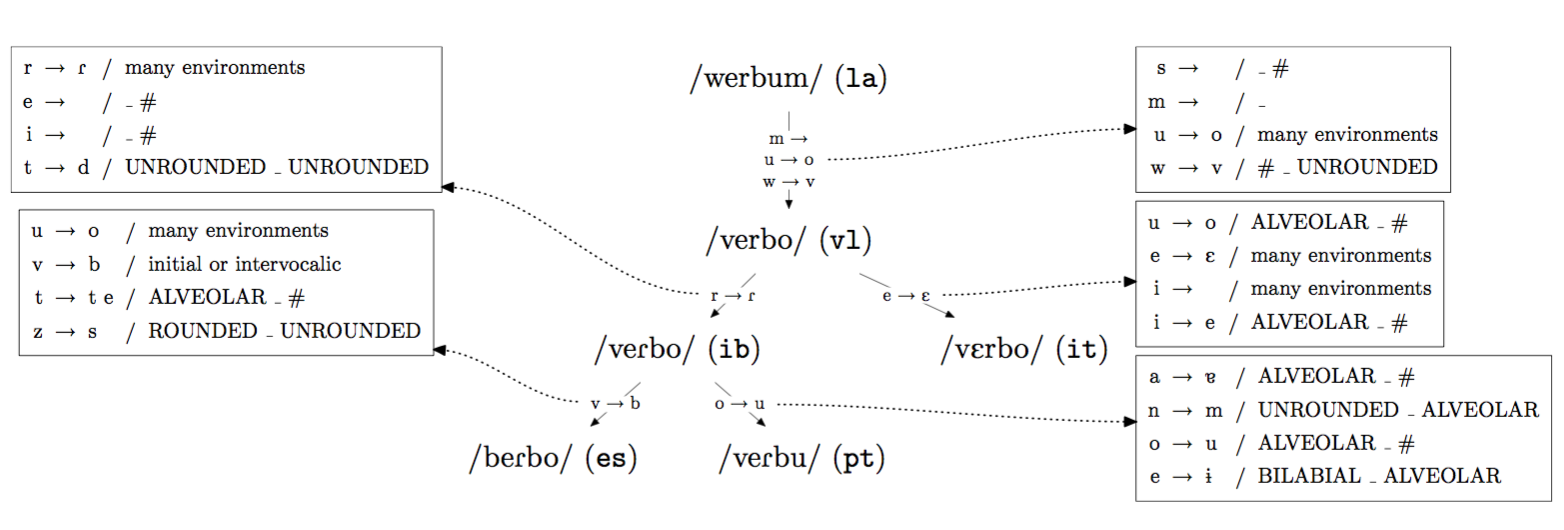 /werbum/ (la)
m →
u → o
w → v
/verbo/ (vl)
r → ɾ
e → ɛ
/veɾbo/ (ib)
/vɛrbo/ (it)
v → b
o → u
/beɾbo/ (es)
/veɾbu/ (pt)
r → ɾ / many environments
e → / _ #
i → / _ #
t → d / UNROUNDED _ UNROUNDED
u → o / many environments
v → b / initial or intervocalic
t → t e / ALVEOLAR _ #
z → s / ROUNDED _ UNROUNDED
s → / _ #
m → / _
u → o / many environments
w → v / # _ UNROUNDED
u → o / ALVEOLAR _ #
e → ɛ / many environments
i → / many environments
i → e / ALVEOLAR _ #
a → ɐ / ALVEOLAR _ #
n → m / UNROUNDED _ ALVEOLAR
o → u / ALVEOLAR _ #
e → ɨ / BILABIAL _ ALVEOLAR